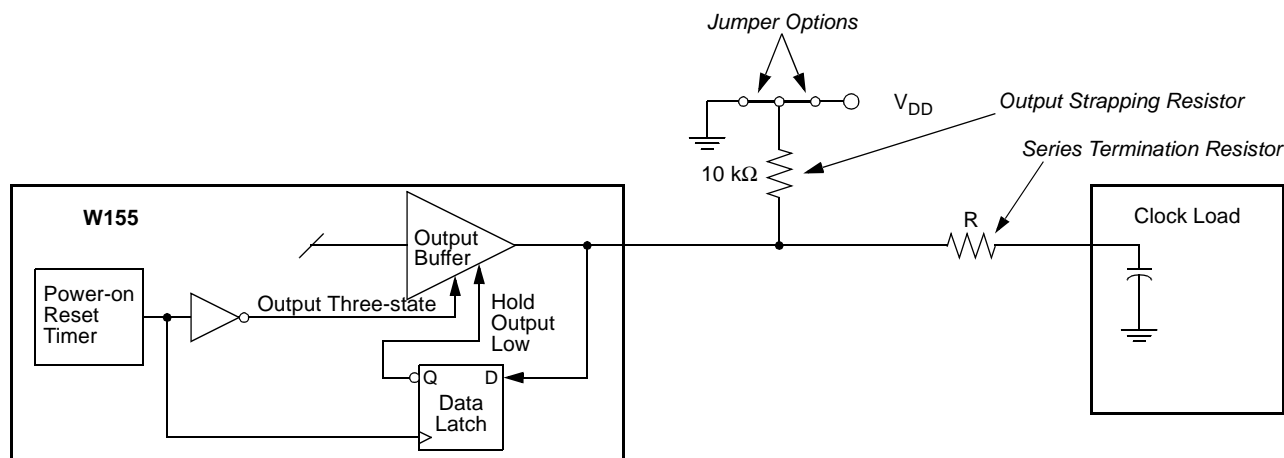 Jumper Options
V_DD
Output Strapping Resistor
Series Termination Resistor
10 kΩ
W155
Output
Buffer
R
Clock Load
Power-on
Reset
Timer
Output Three-state
Hold
Output
Low
Q
D
Data
Latch